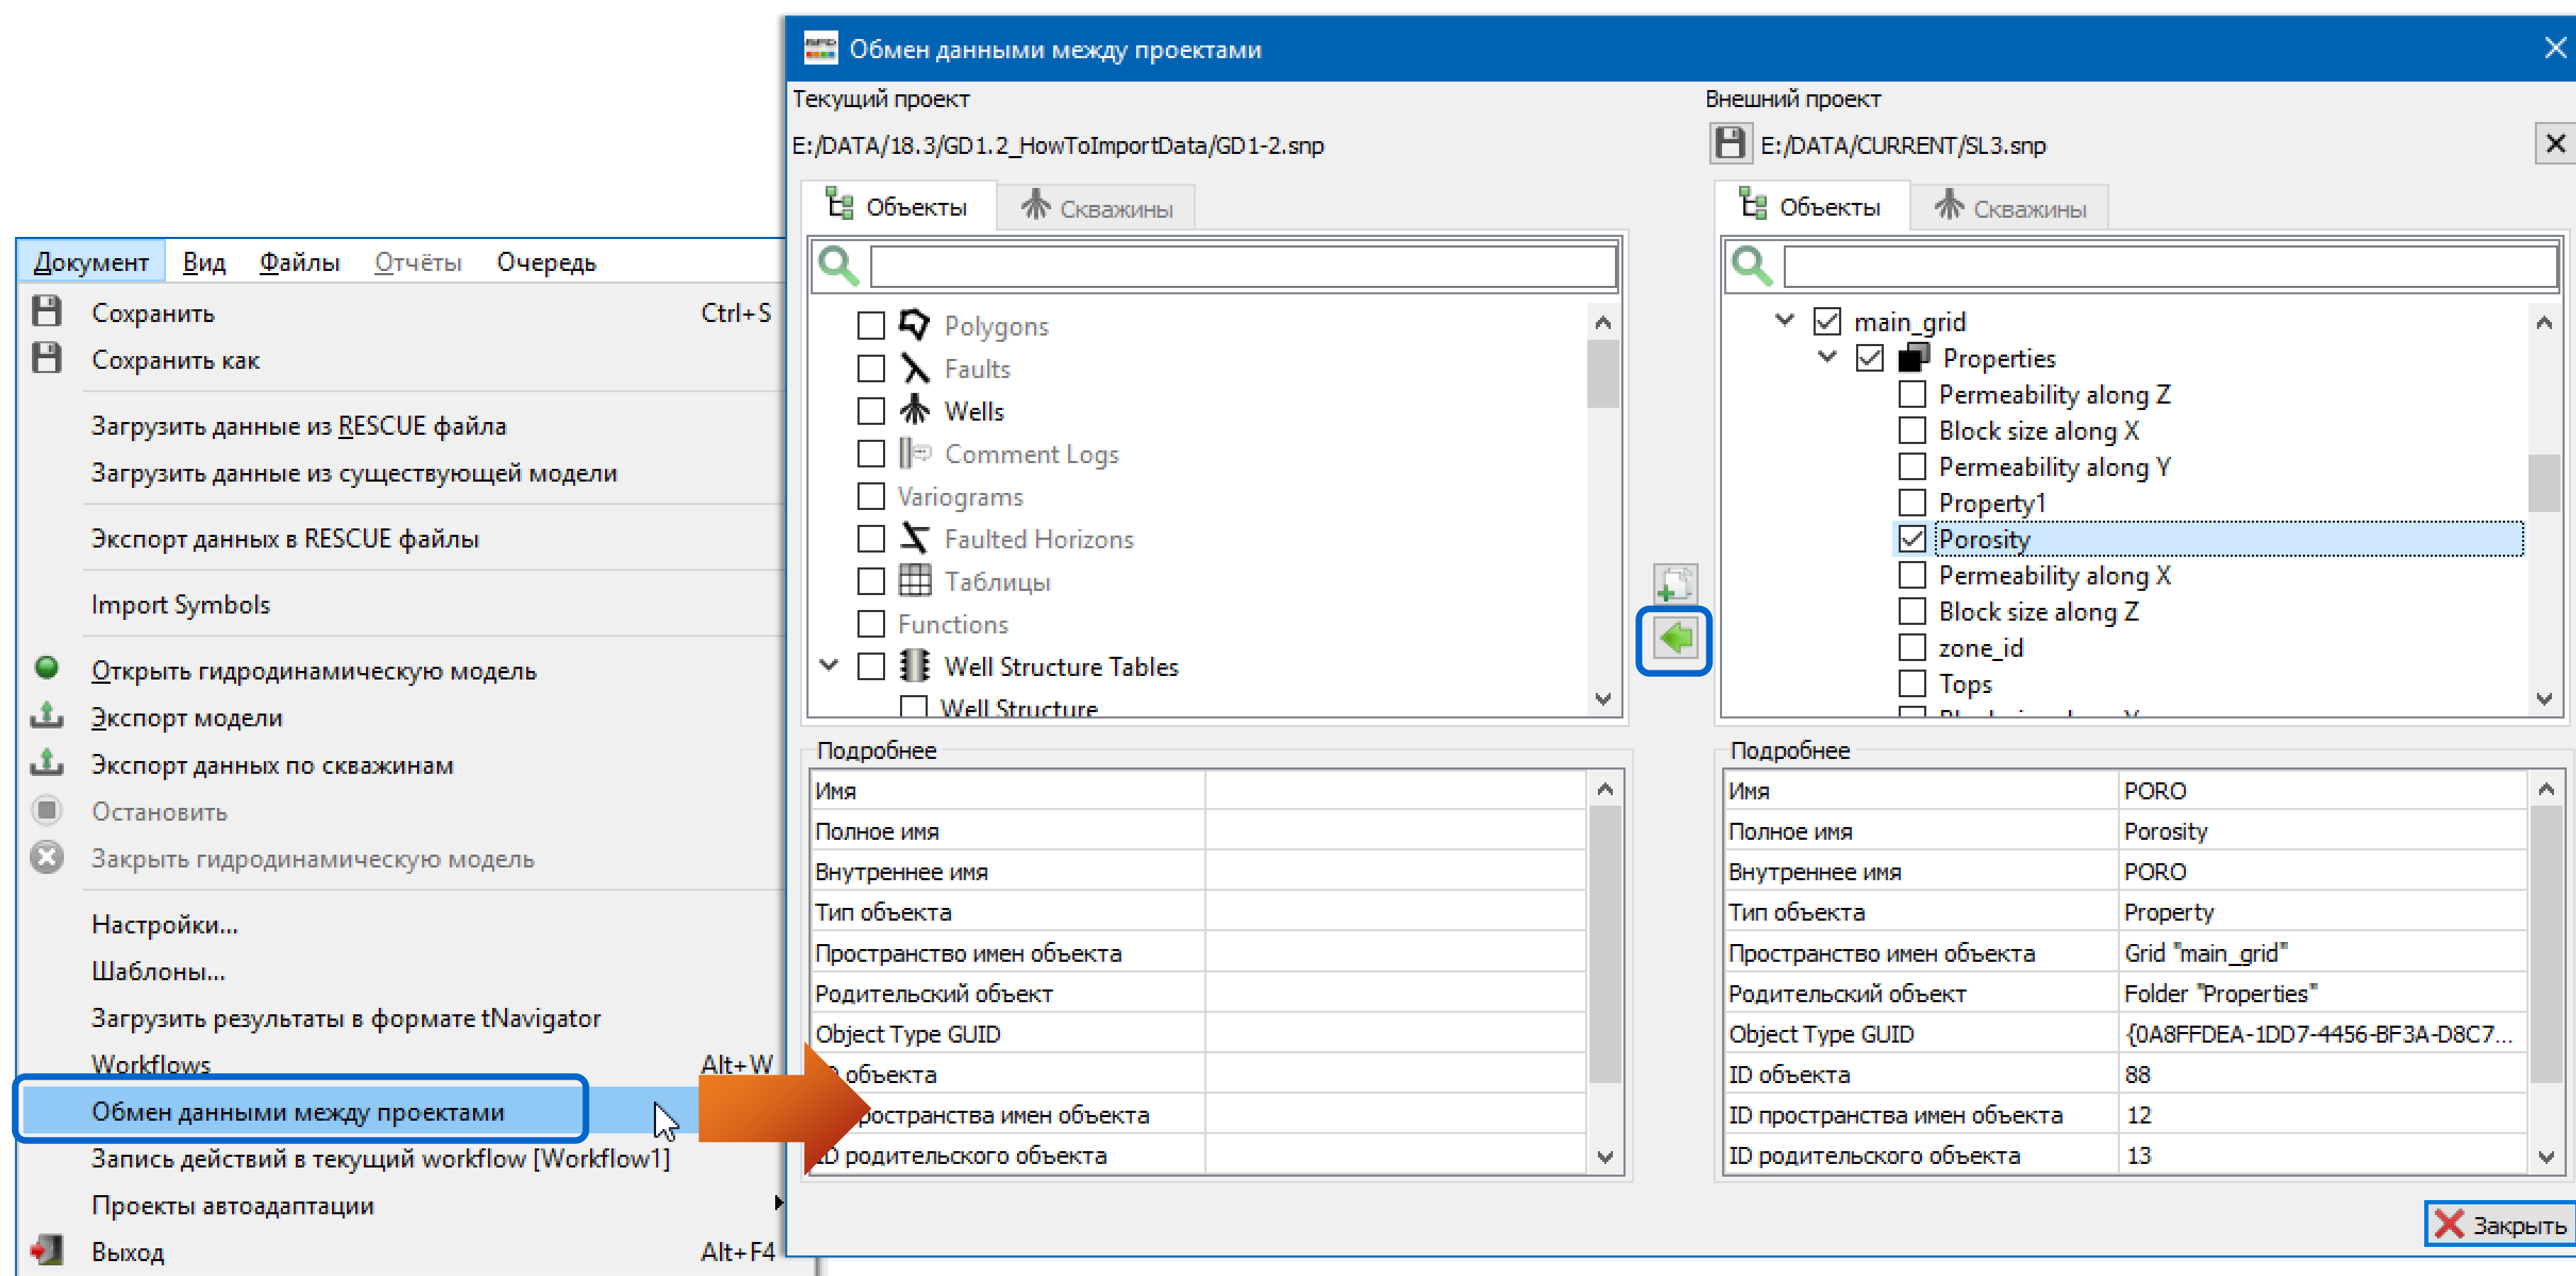 Документ Вид Файлы Отчёты Очередь
Сохранить Ctrl+S
Сохранить как
Загрузить данные из RESCUE файла
Загрузить данные из существующей модели
Экспорт данных в RESCUE файлы
Import Symbols
Открыть гидродинамическую модель
Экспорт модели
Экспорт данных по скважинам
Остановить
Закрыть гидродинамическую модель
Настройки...
Шаблоны...
Загрузить результаты в формате tNavigator
Workflows Alt+W
Обмен данными между проектами
Запись действий в текущий workflow [Workflow1]
Проекты автоадаптации
Выход Alt+F4
Обмен данными между проектами
Текущий проект
E:/DATA/18.3/GD1.2_HowToImportData/GD1-2.snp
Объекты Скважины
Polygons
Faults
Wells
Comment Logs
Variograms
Faulted Horizons
Таблицы
Functions
Well Structure Tables
Well Structure
Подробнее
Имя
Полное имя
Внутреннее имя
Тип объекта
Пространство имен объекта
Родительский объект
Object Type GUID
объекта
ространства имен объекта
ID родительского объекта
Внешний проект
E:/DATA/CURRENT/SL3.snp
Объекты Скважины
main_grid
Properties
Permeability along Z
Block size along X
Permeability along Y
Property1
Porosity
Permeability along X
Block size along Z
zone_id
Tops
Подробнее
Имя PORO
Полное имя Porosity
Внутреннее имя PORO
Тип объекта Property
Пространство имен объекта Grid "main_grid"
Родительский объект Folder "Properties"
Object Type GUID {0A8FFDEA-1DD7-4456-BF3A-D8C7...
ID объекта 88
ID пространства имен объекта 12
ID родительского объекта 13
Закрыть